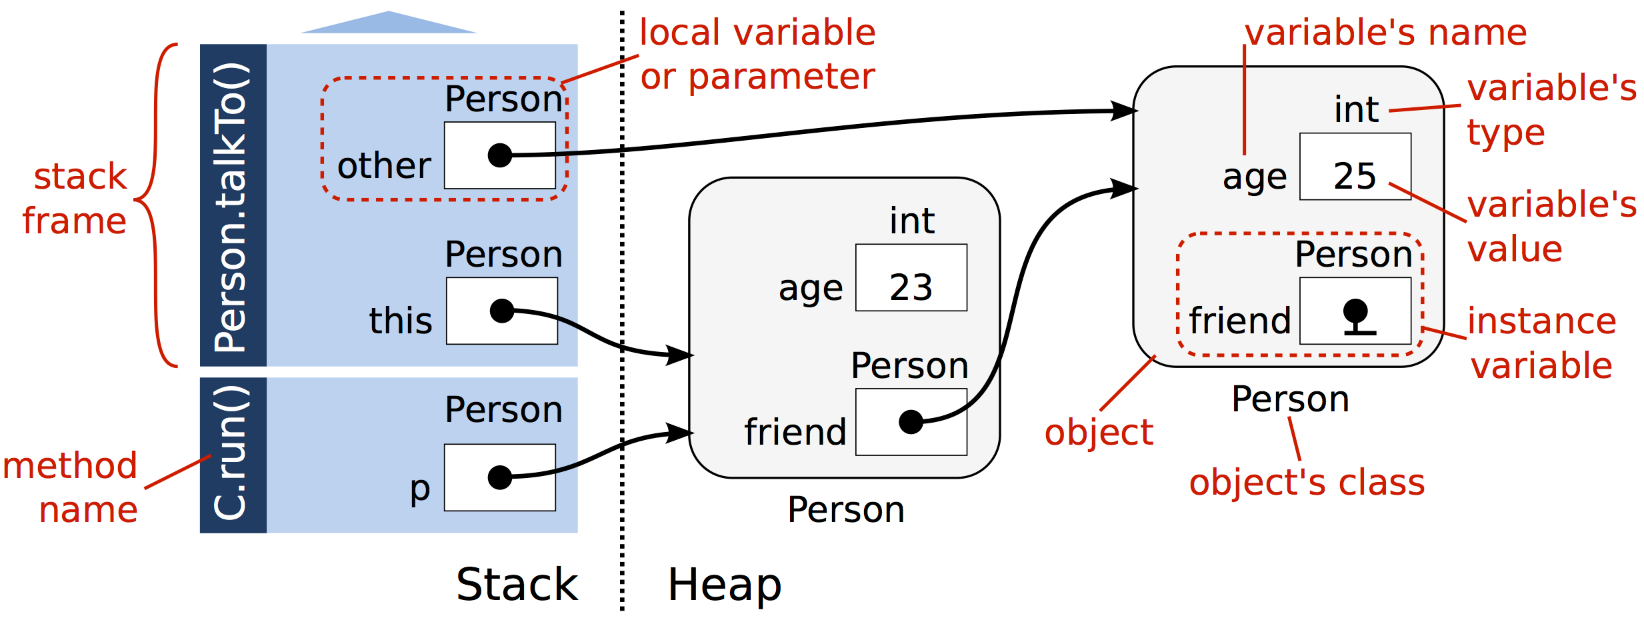 local variable
or parameter
variable's name
Person.talkTo()
Person
other
int
variable's
type
age
25
variable's
value
stack
frame
Person
this
int
age
23
Person
friend
instance
variable
Person
friend
Person
object
object's class
C.run()
Person
p
method
name
Person
Stack
Heap